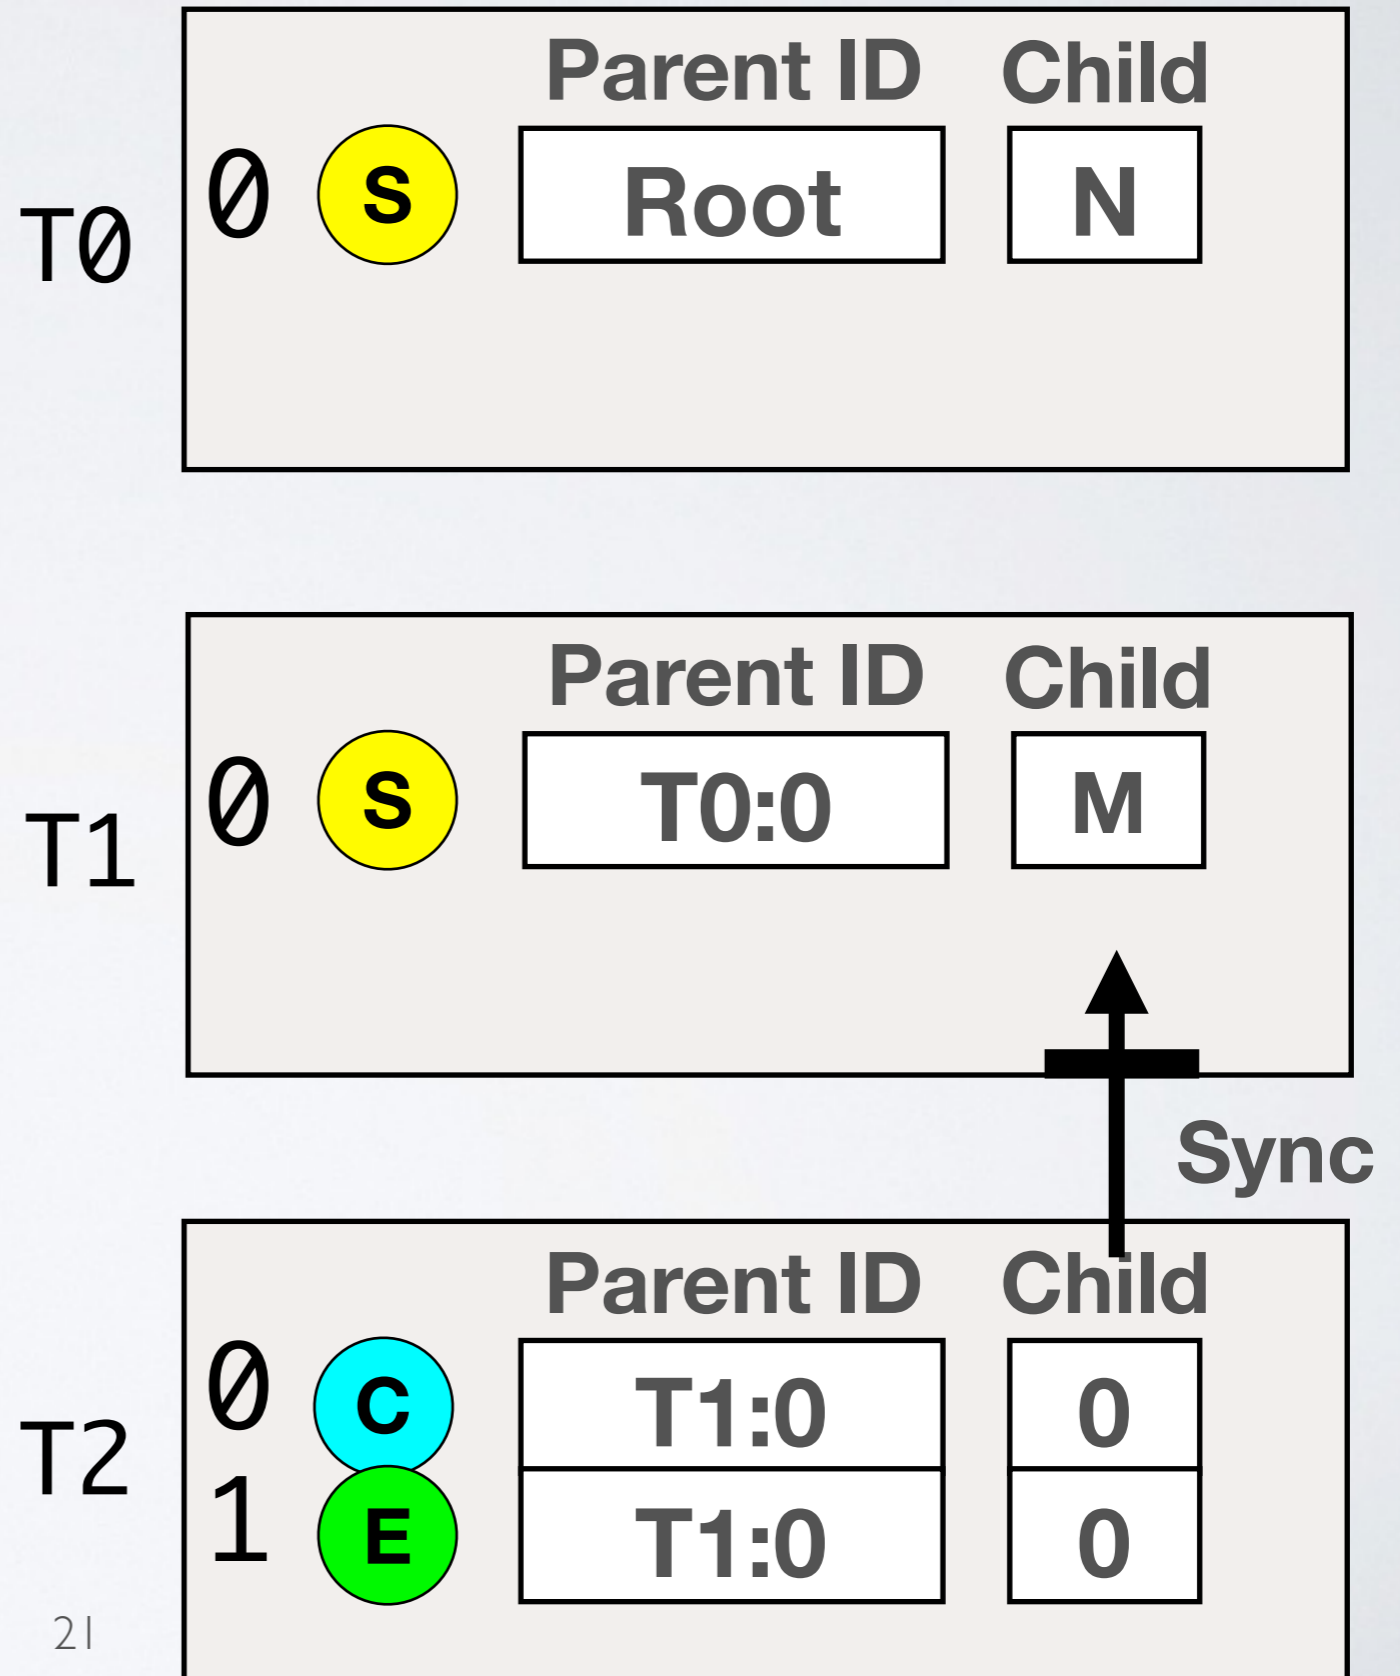 Parent ID Child
T0 0 S Root N
Parent ID Child
T1 0 S T0:0 M
Sync
Parent ID Child
T2 0 C T1:0 0
1 E T1:0 0
21